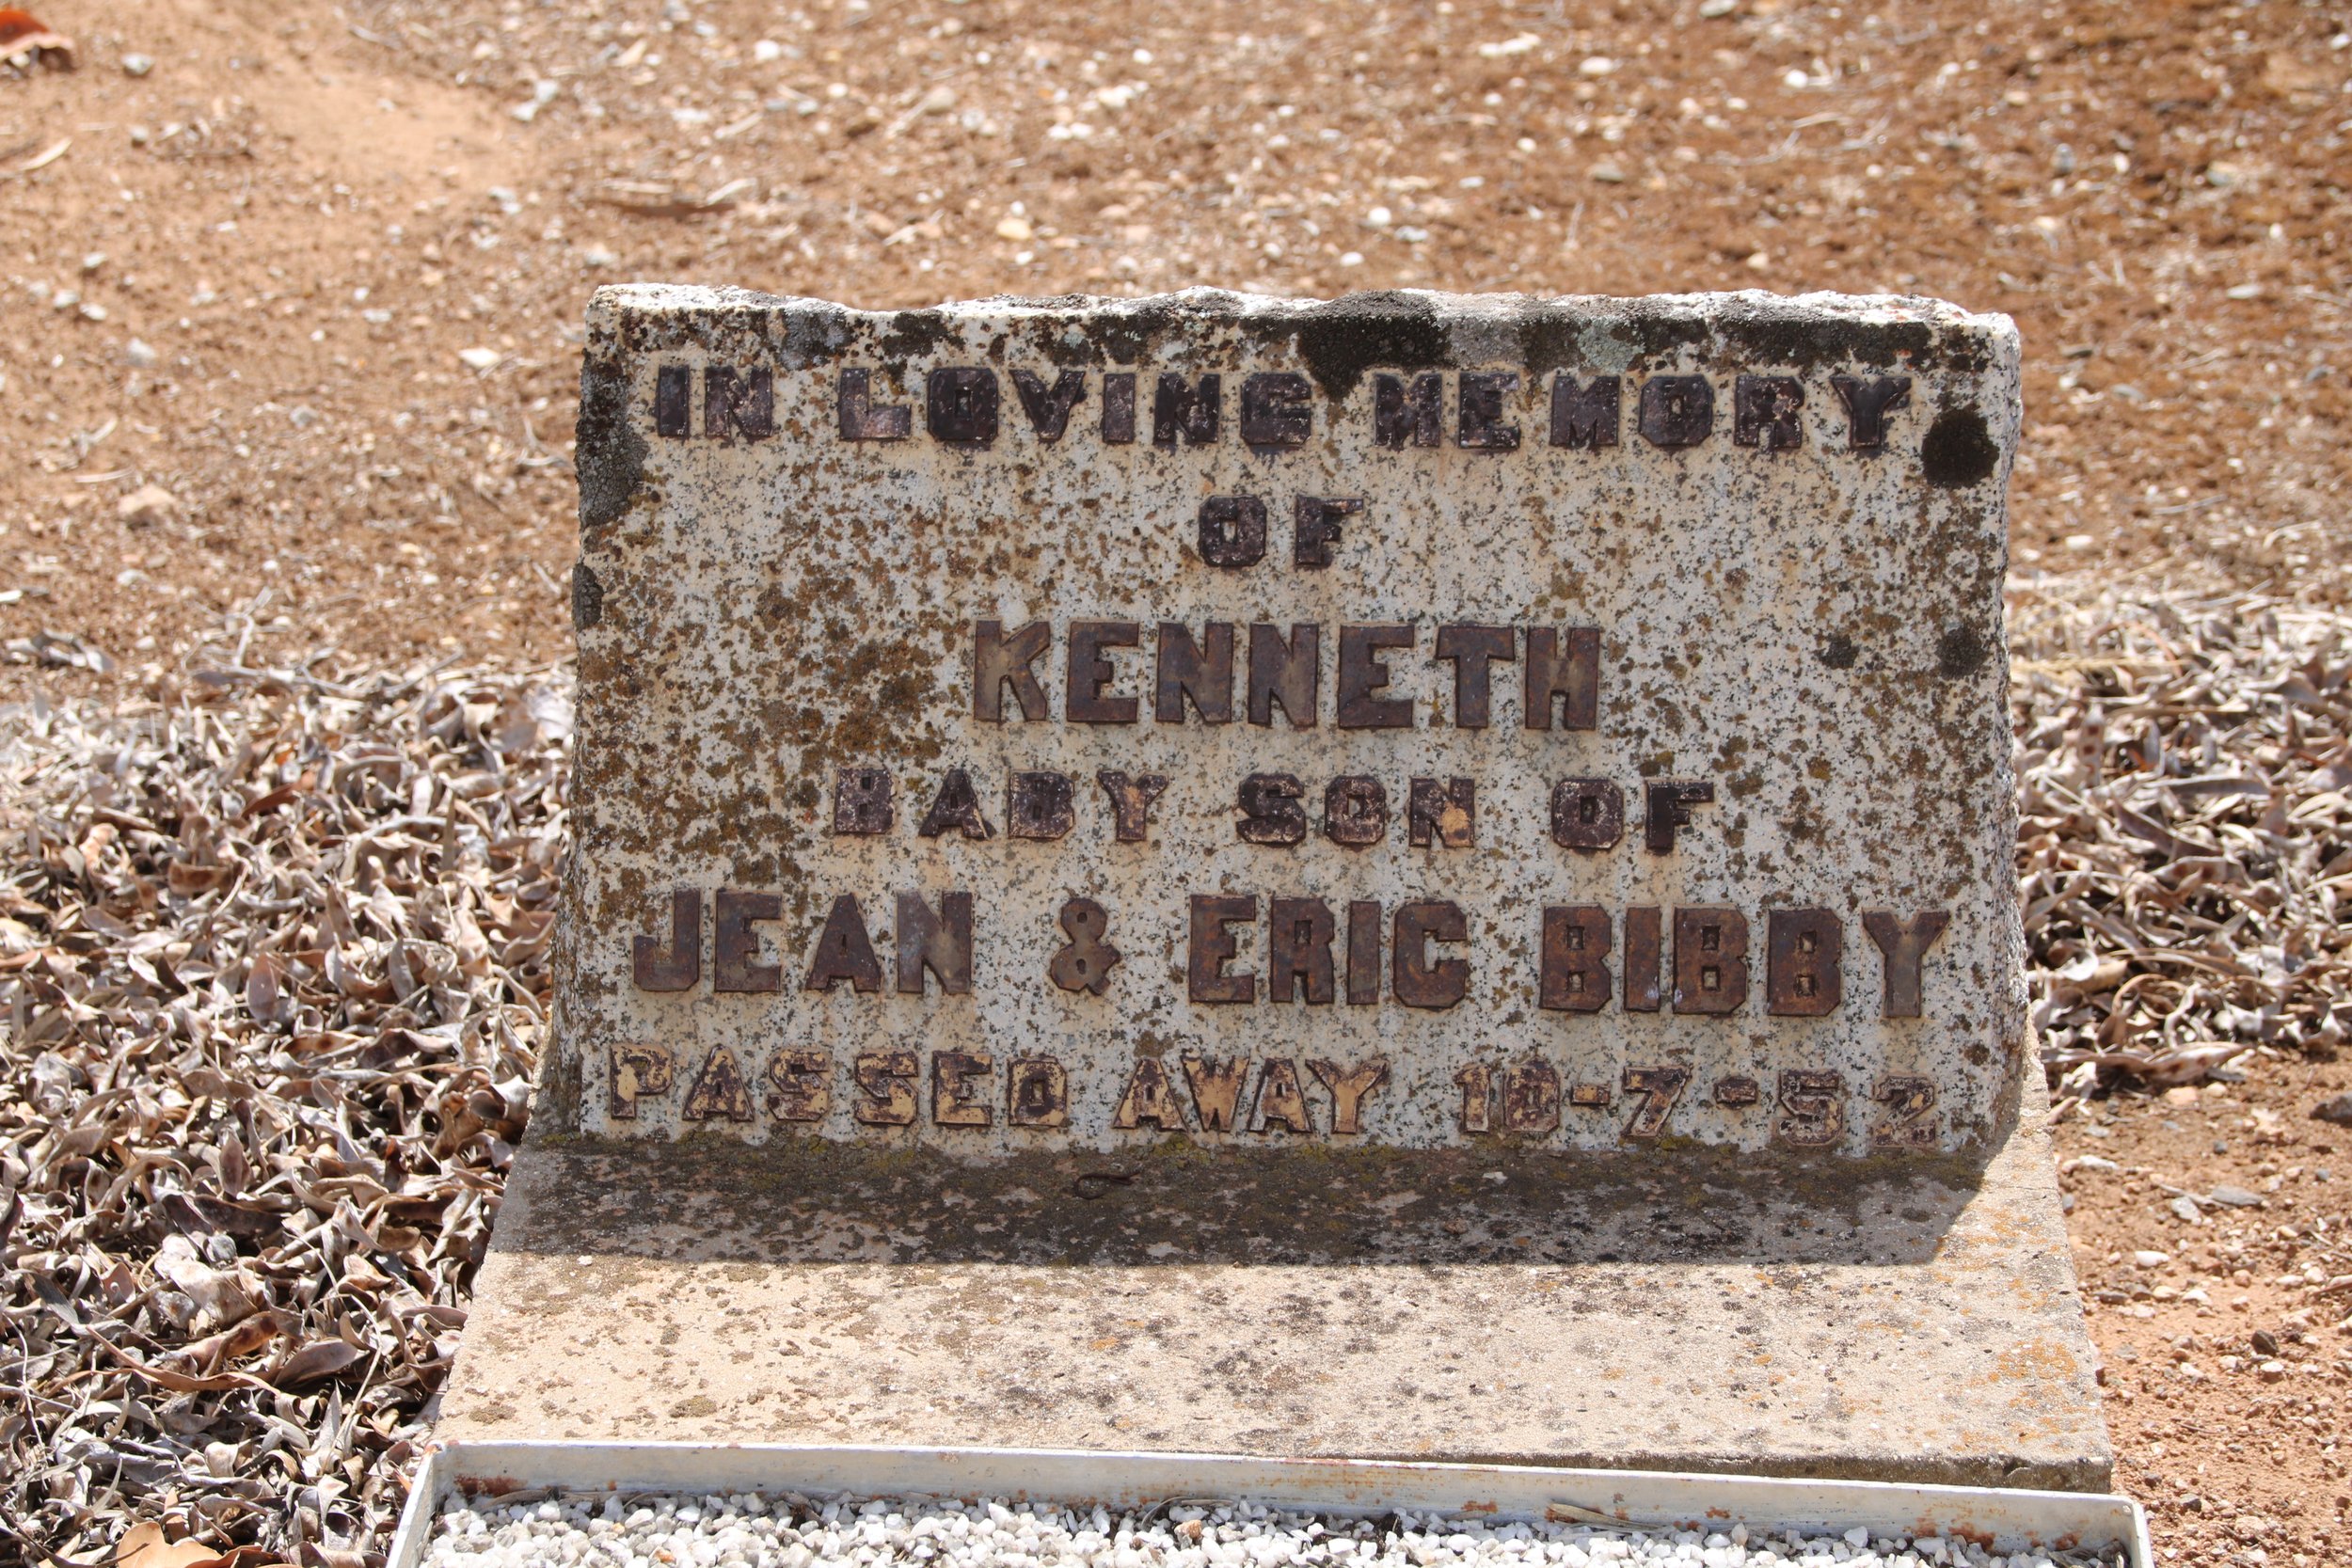 IN LOVING MEMORY
OF
KENNETH
BABY SON OF
JEAN & ERIC BIBBY
PASSED AWAY 10-7-52